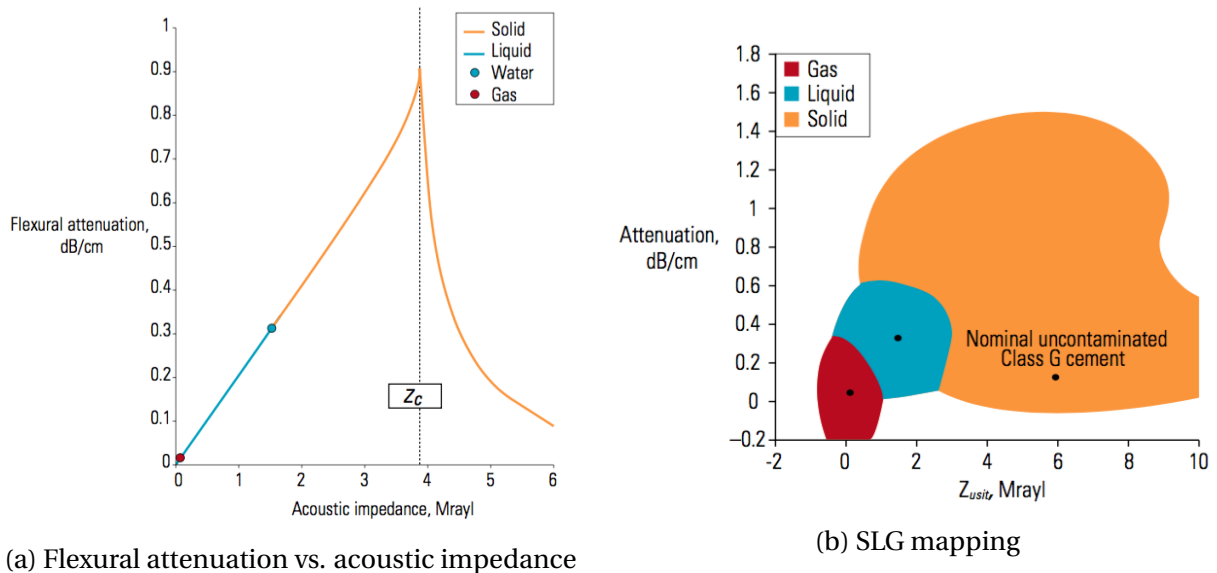 1
0.9
0.8
0.7
0.6
0.5
0.4
0.3
0.2
0.1
0
Flexural attenuation,
dB/cm
Solid
Liquid
Water
Gas
Zc
0 1 2 3 4 5 6
Acoustic impedance, Mrayl
(a) Flexural attenuation vs. acoustic impedance
1.8
1.6
1.4
1.2
1
0.8
0.6
0.4
0.2
0
–0.2
Attenuation,
dB/cm
Gas
Liquid
Solid
Nominal uncontaminated
Class G cement
-2 0 2 4 6 8 10
Zusit, Mrayl
(b) SLG mapping